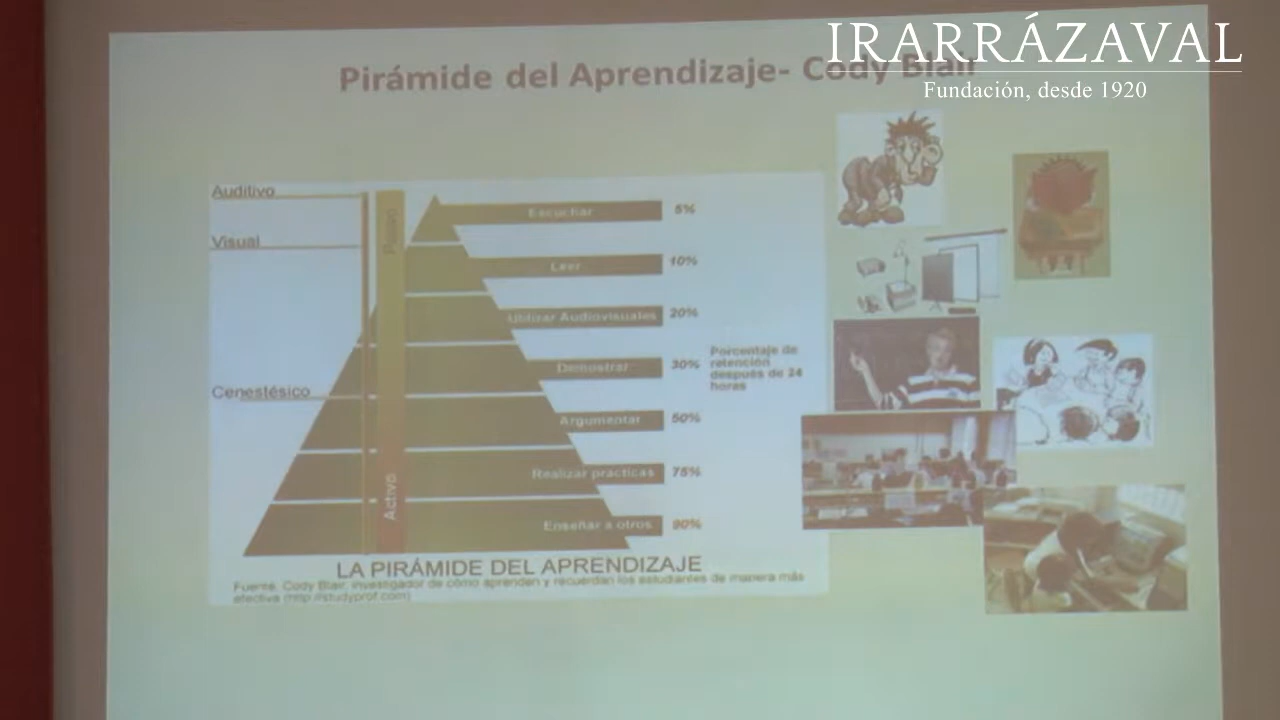 IRARRÁZAVAL
Fundación, desde 1920
Pirámide del Aprendizaje- Cody Blair
Auditivo
Visual
Cenestésico
Pasivo
Activo
Escuchar 5%
Leer 10%
Utilizar Audiovisuales 20%
Demostrar 30%
Argumentar 50%
Realizar prácticas 75%
Enseñar a otros 90%
Porcentaje de
retención
después de 24
horas
LA PIRÁMIDE DEL APRENDIZAJE
Fuente. Cody Blair, investigador de cómo aprenden y recuerdan los estudiantes de manera más
efectiva (http://studyprof.com)